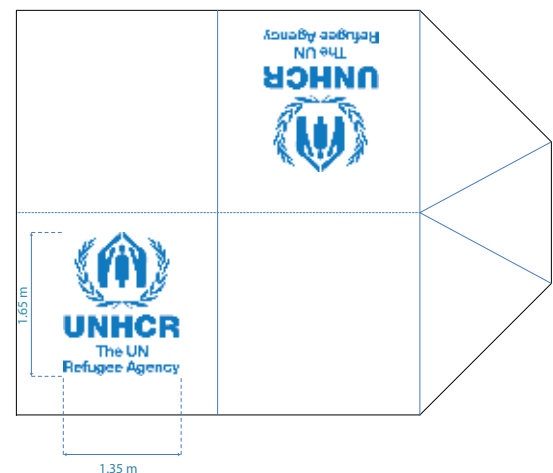 Refugee Agency
The UN
UNHCR
1.65 m
UNHCR
The UN
Refugee Agency
1.35 m